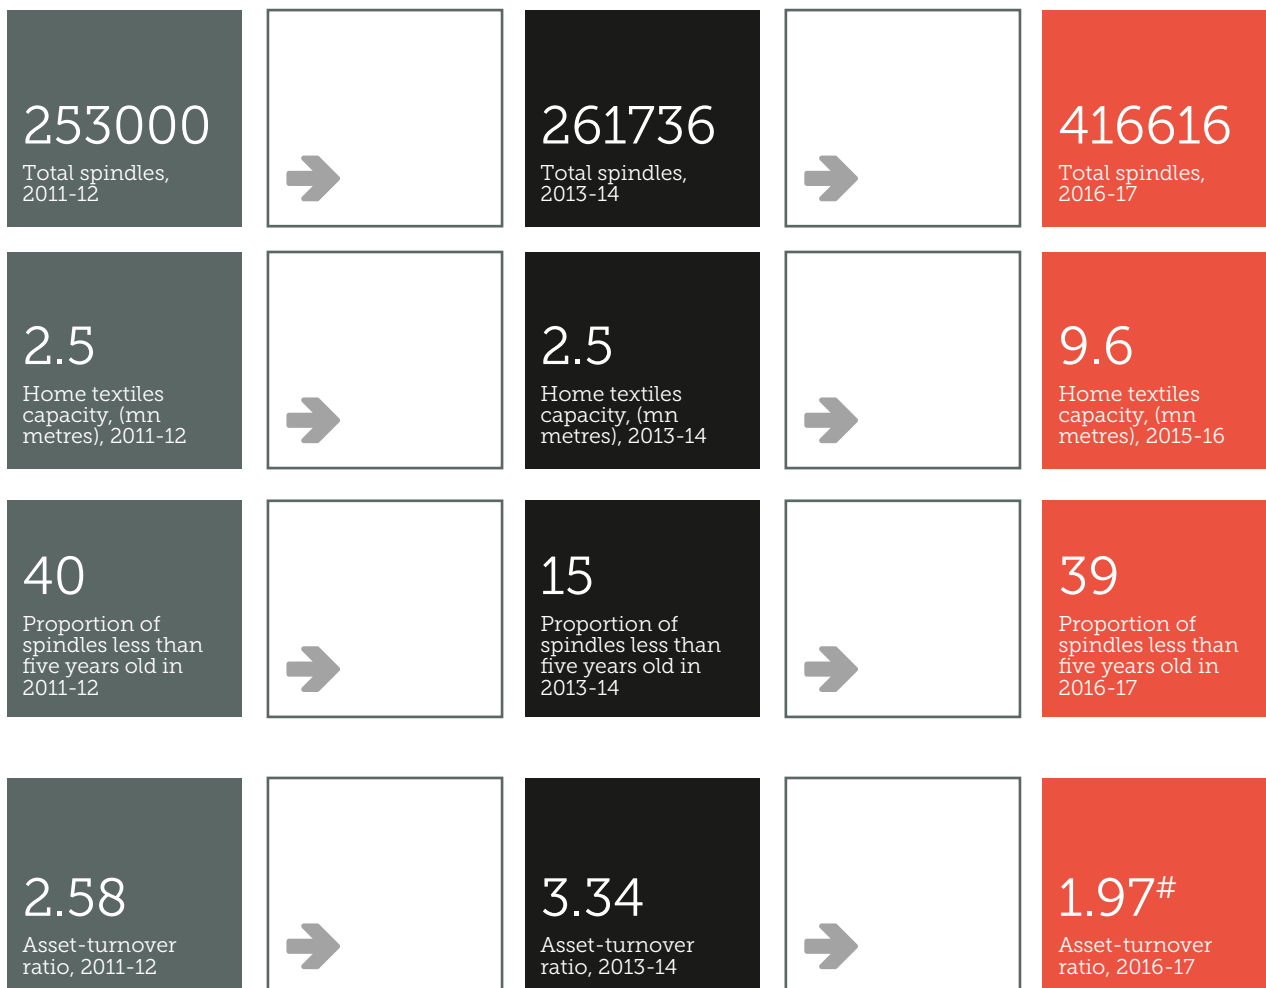 253000
Total spindles,
2011-12
261736
Total spindles,
2013-14
416616
Total spindles,
2016-17
2.5
Home textiles
capacity, (mn
metres), 2011-12
2.5
Home textiles
capacity, (mn
metres), 2013-14
9.6
Home textiles
capacity, (mn
metres), 2015-16
40
Proportion of
spindles less than
five years old in
2011-12
15
Proportion of
spindles less than
five years old in
2013-14
39
Proportion of
spindles less than
five years old in
2016-17
2.58
Asset-turnover
ratio, 2011-12
3.34
Asset-turnover
ratio, 2013-14
1.97#
Asset-turnover
ratio, 2016-17